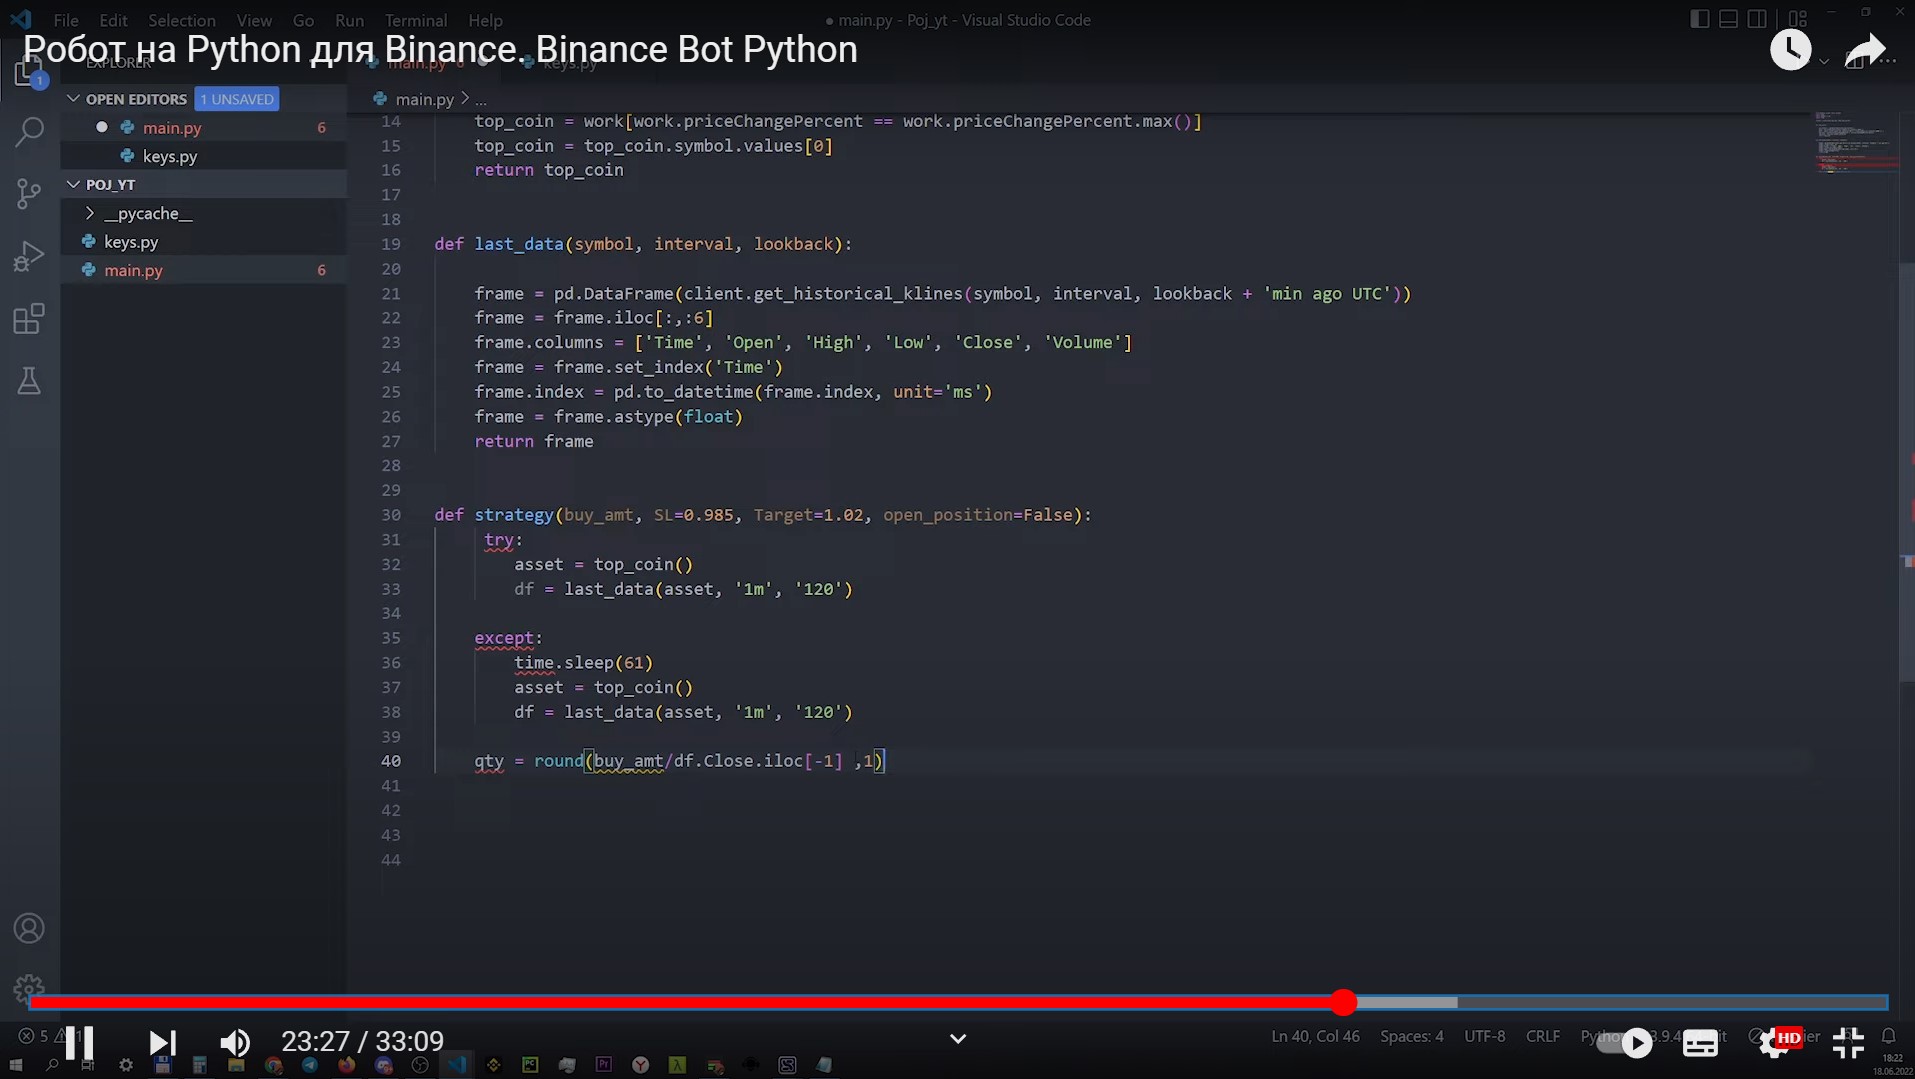 File Edit Selection View Go Run Terminal Help
● main.py - Poj_yt - Visual Studio Code
Робот на Python для Binance. Binance Bot Python
EXPLORER
main.py 6
keys.py
1
OPEN EDITORS 1 UNSAVED
main.py 6
keys.py
POJ_YT
__pycache__
keys.py
main.py 6
main.py > ...
14 top_coin = work[work.priceChangePercent == work.priceChangePercent.max()]
15 top_coin = top_coin.symbol.values[0]
16 return top_coin
17
18
19 def last_data(symbol, interval, lookback):
20
21 frame = pd.DataFrame(client.get_historical_klines(symbol, interval, lookback + 'min ago UTC'))
22 frame = frame.iloc[:,:6]
23 frame.columns = ['Time', 'Open', 'High', 'Low', 'Close', 'Volume']
24 frame = frame.set_index('Time')
25 frame.index = pd.to_datetime(frame.index, unit='ms')
26 frame = frame.astype(float)
27 return frame
28
29
30 def strategy(buy_amt, SL=0.985, Target=1.02, open_position=False):
31 try:
32 asset = top_coin()
33 df = last_data(asset, '1m', '120')
34
35 except:
36 time.sleep(61)
37 asset = top_coin()
38 df = last_data(asset, '1m', '120')
39
40 qty = round(buy_amt/df.Close.iloc[-1] ,1)
41
42
43
44
5
23:27 / 33:09
Ln 40, Col 46 Spaces: 4 UTF-8 CRLF
HD
18:22
18.06.2022